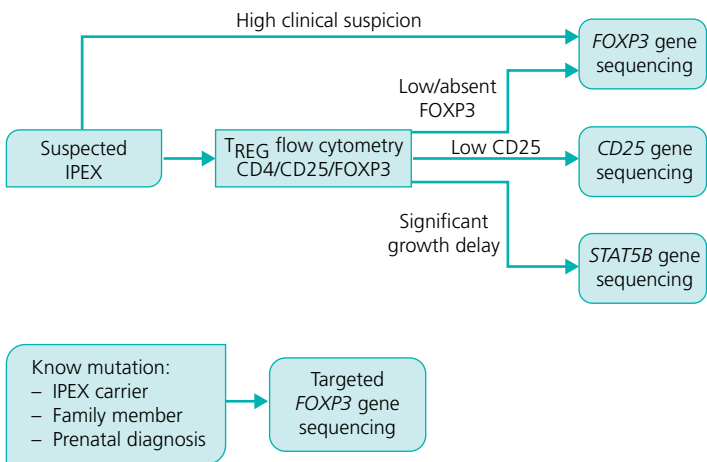 High clinical suspicion
FOXP3 gene
sequencing
Low/absent
FOXP3
Suspected
IPEX
TREG flow cytometry
CD4/CD25/FOXP3
Low CD25
CD25 gene
sequencing
Significant
growth delay
STAT5B gene
sequencing
Know mutation:
– IPEX carrier
– Family member
– Prenatal diagnosis
Targeted
FOXP3 gene
sequencing